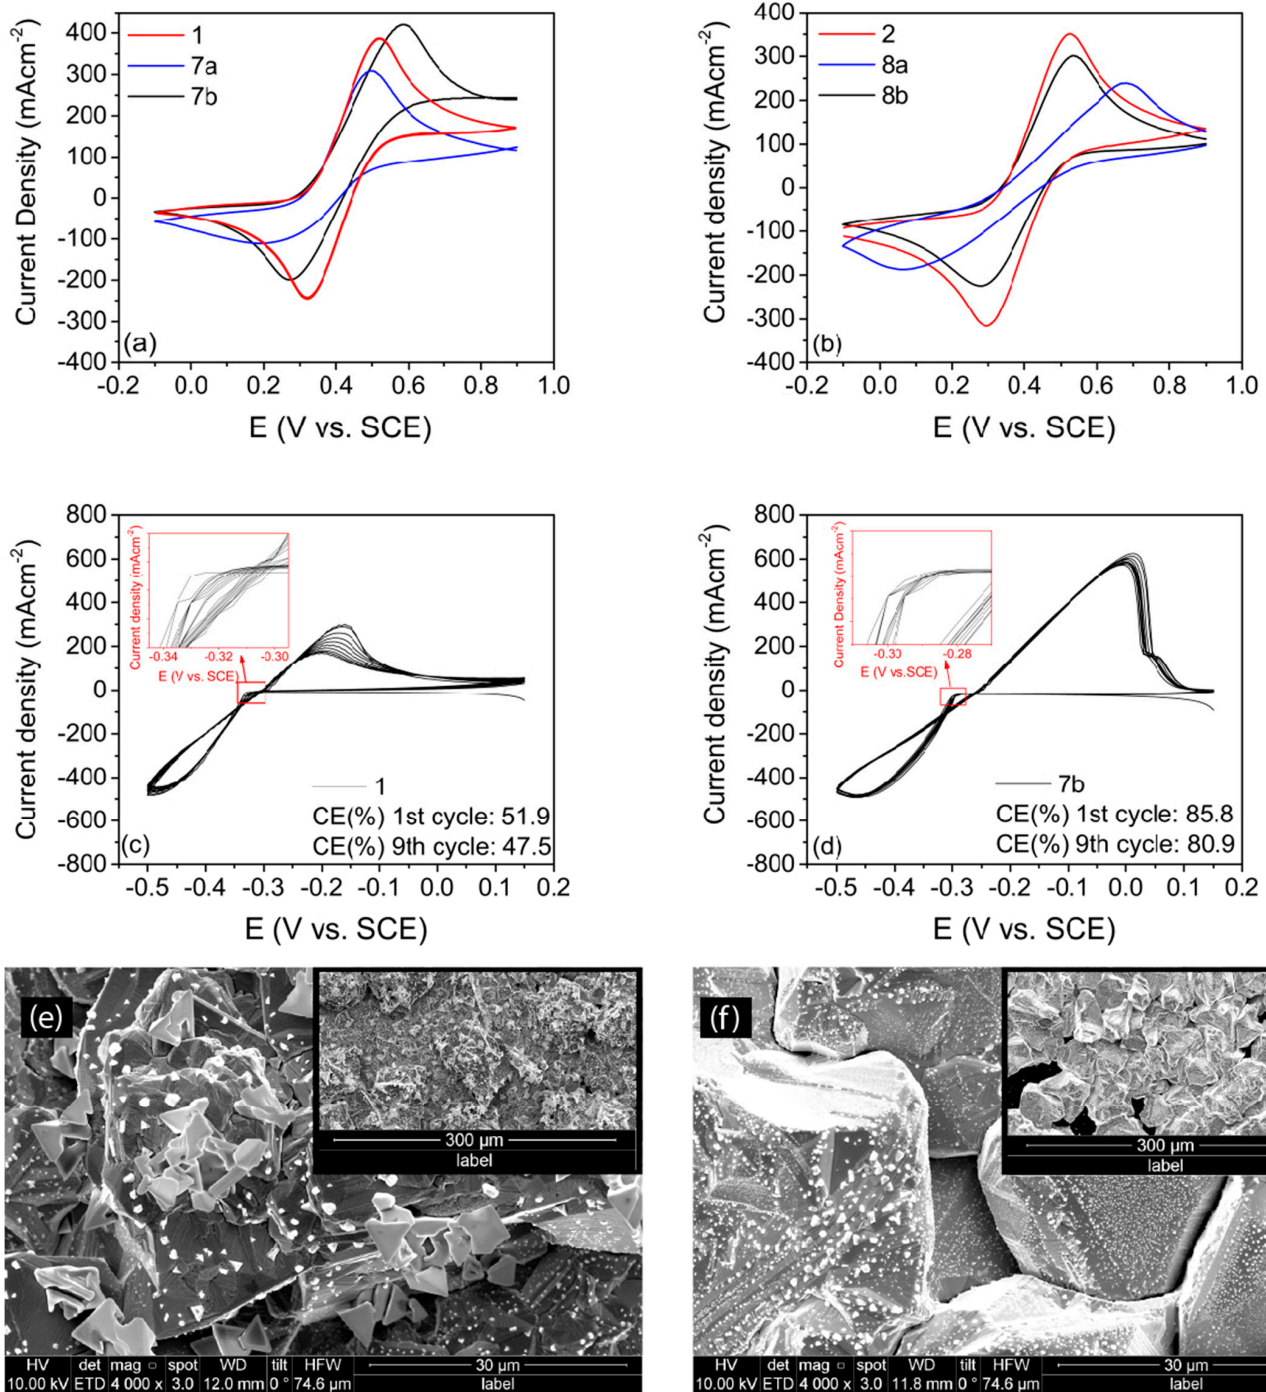 Current Density (mAcm-2)
400
300
200
100
0
-100
-200
-300
-400
1
7a
7b
(a)
-0.2 0.0 0.2 0.4 0.6 0.8 1.0
E (V vs. SCE)
Current density (mAcm-2)
400
350
300
200
100
0
-100
-200
-300
-400
2
8a
8b
(b)
-0.2 0.0 0.2 0.4 0.6 0.8 1.0
E (V vs. SCE)
Current density (mAcm-2)
800
600
400
200
0
-200
-400
-600
-800
Current density (mAcm-2)
-0.34 -0.32 -0.30
E (V vs. SCE)
1
CE(%) 1st cycle: 51.9
(c) CE(%) 9th cycle: 47.5
-0.5 -0.4 -0.3 -0.2 -0.1 0.0 0.1 0.2
E (V vs. SCE)
Current density (mAcm-2)
800
600
400
200
0
-200
-400
-600
-800
Current Density (mAcm-2)
-0.30 -0.28
E (V vs.SCE)
7b
CE(%) 1st cycle: 85.8
(d) CE(%) 9th cycle: 80.9
-0.5 -0.4 -0.3 -0.2 -0.1 0.0 0.1 0.2
E (V vs. SCE)
(e)
300 µm
label
HV det mag □ spot WD tilt HFW 30 µm
10.00 kV ETD 4 000 x 3.0 12.0 mm 0 ° 74.6 µm label
(f)
300 µm
label
HV det mag □ spot WD tilt HFW 30 µm
10.00 kV ETD 4 000 x 3.0 11.8 mm 0 ° 74.6 µm label